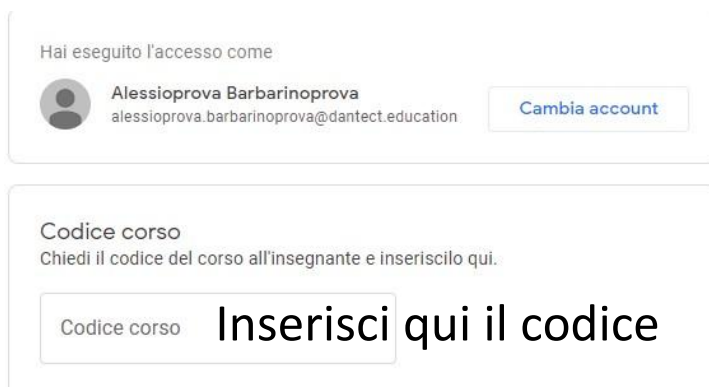 Hai eseguito l'accesso come
Alessioprova Barbarinoprova
alessioprova.barbarinoprova@dantect.education
Cambia account
Codice corso
Chiedi il codice del corso all'insegnante e inseriscilo qui.
Codice corso
Inserisci qui il codice